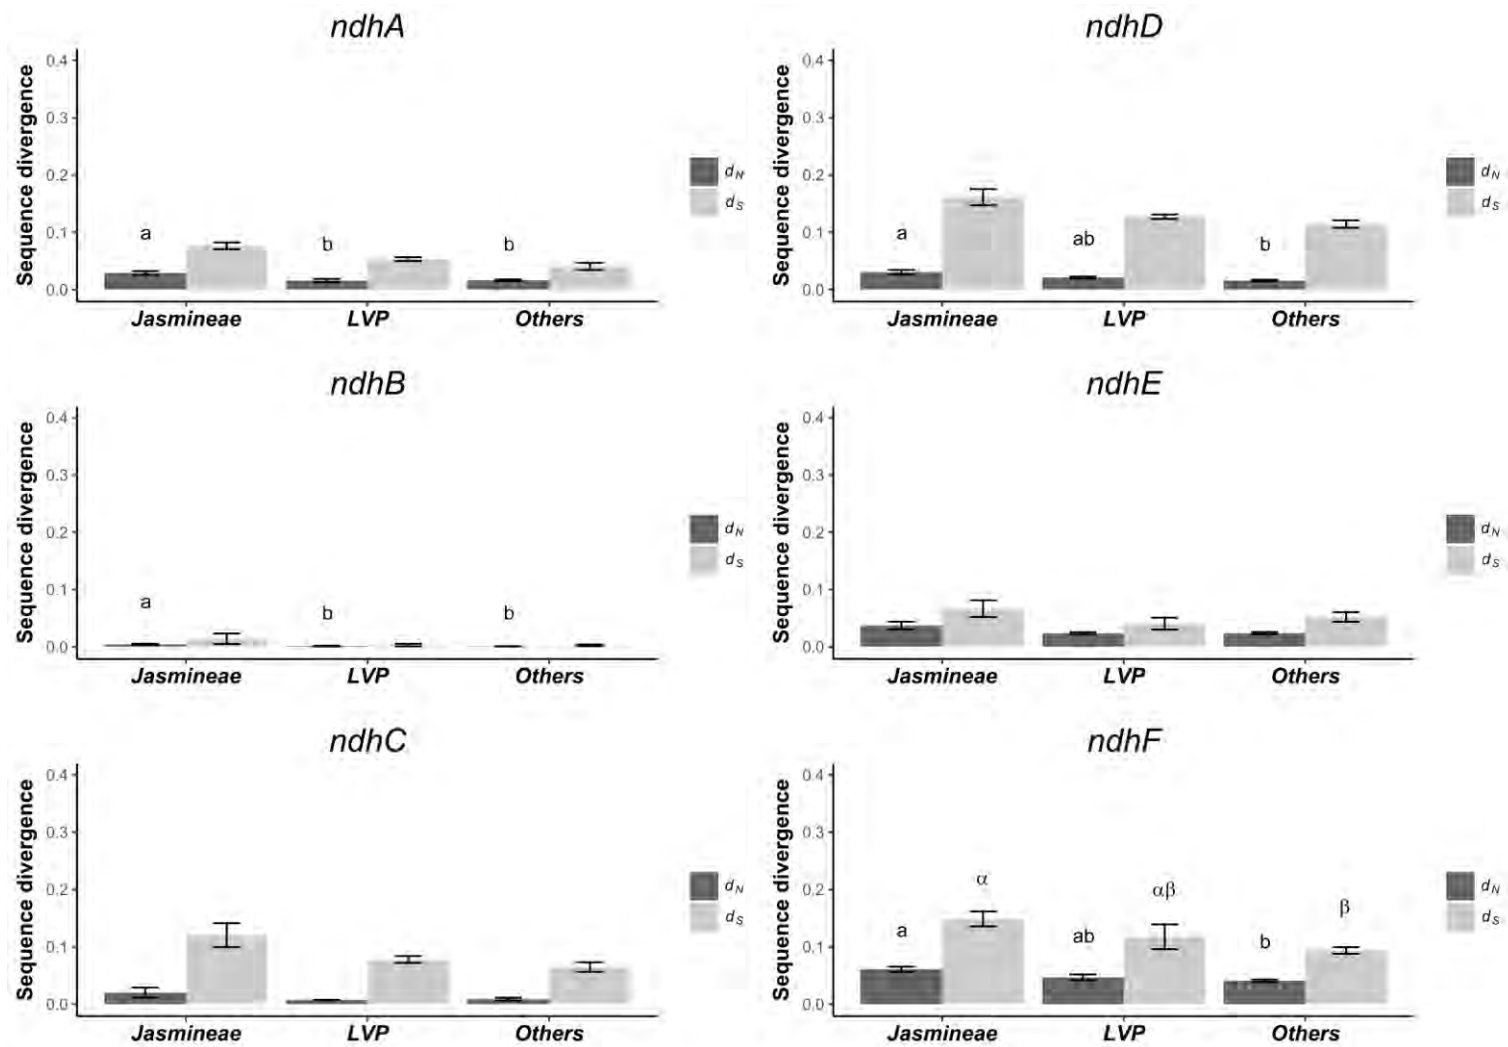 ndhA
Sequence divergence
0.4
0.3
0.2
0.1
0.0
a
b
b
Jasmineae LVP Others
dN
dS
ndhD
Sequence divergence
0.4
0.3
0.2
0.1
0.0
a
ab
b
Jasmineae LVP Others
dN
dS
ndhB
Sequence divergence
0.4
0.3
0.2
0.1
0.0
a
b
b
Jasmineae LVP Others
dN
dS
ndhE
Sequence divergence
0.4
0.3
0.2
0.1
0.0
Jasmineae LVP Others
dN
dS
ndhC
Sequence divergence
0.4
0.3
0.2
0.1
0.0
Jasmineae LVP Others
dN
dS
ndhF
Sequence divergence
0.4
0.3
0.2
0.1
0.0
a
α
ab
αβ
b
β
Jasmineae LVP Others
dN
dS